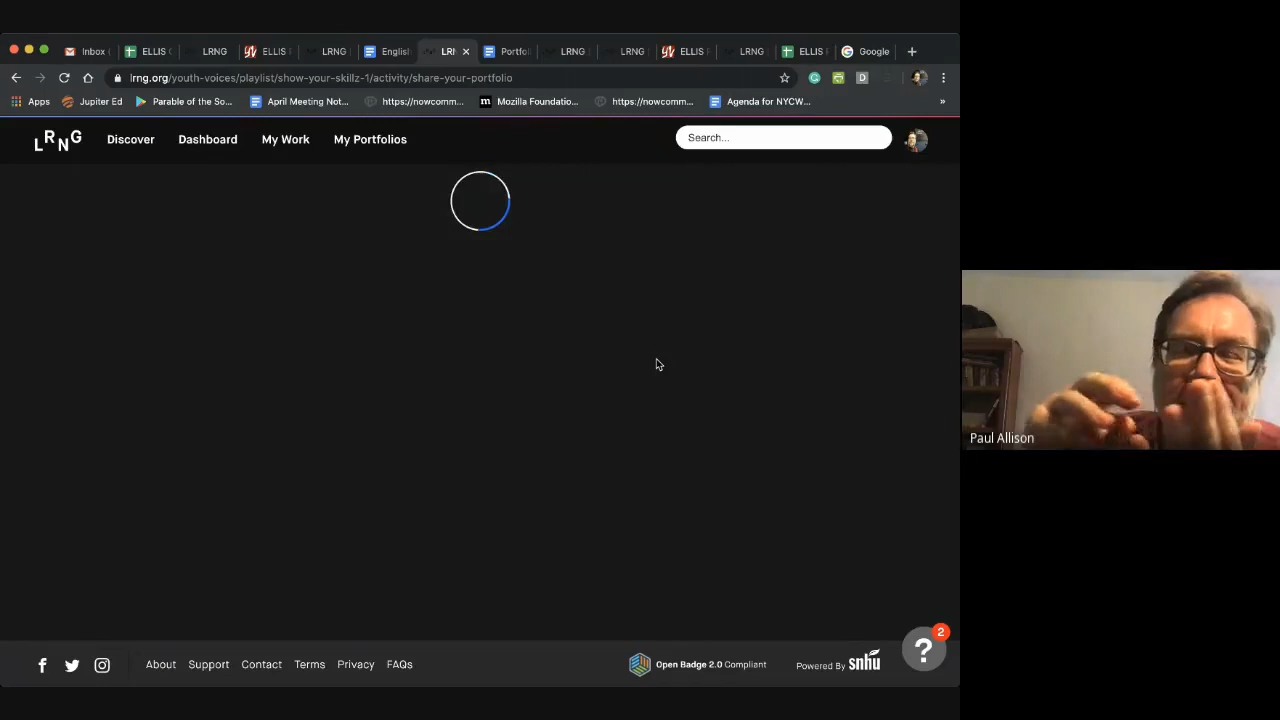 Inbox (
ELLIS (
LRNG
ELLIS
LRNG
English
LRN
Portfo
LRNG
LRNG
ELLIS F
LRNG
ELLIS F
Google
lrng.org/youth-voices/playlist/show-your-skillz-1/activity/share-your-portfolio
Apps
Jupiter Ed
Parable of the So...
April Meeting Not...
https://nowcomm...
Mozilla Foundatio...
https://nowcomm...
Agenda for NYCW...
LRNG
Discover
Dashboard
My Work
My Portfolios
Search...
Paul Allison
About
Support
Contact
Terms
Privacy
FAQs
Open Badge 2.0 Compliant
Powered By snhu
?
2